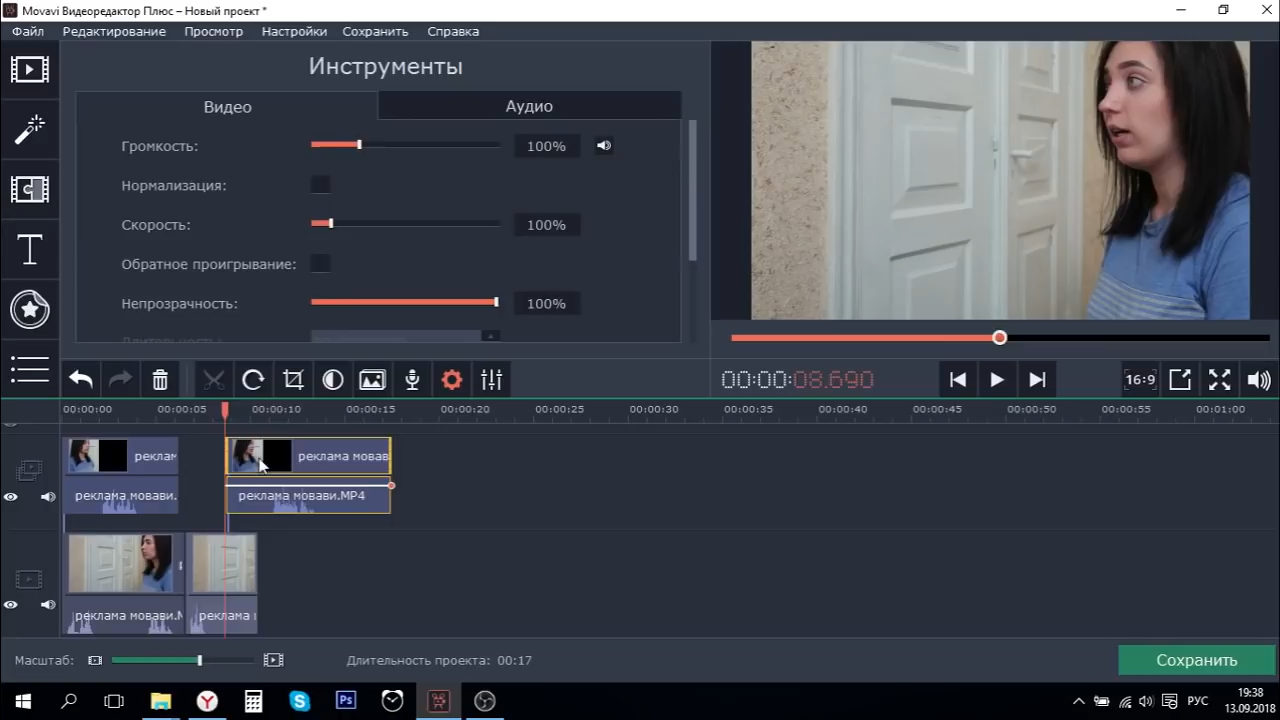 Movavi Видеоредактор Плюс – Новый проект *
Файл Редактирование Просмотр Настройки Сохранить Справка
Инструменты
Видео Аудио
Громкость: 100%
Нормализация:
Скорость: 100%
Обратное проигрывание:
Непрозрачность: 100%
00:00:08.690
16:9
00:00:00 00:00:05 00:00:10 00:00:15 00:00:20 00:00:25 00:00:30 00:00:35 00:00:40 00:00:45 00:00:50 00:00:55 00:01:00
реклам реклама мовав
реклама мовави. реклама мовави.MP4
реклама мовави.М реклама м
Масштаб: Длительность проекта: 00:17 Сохранить
РУС
19:38
13.09.2018